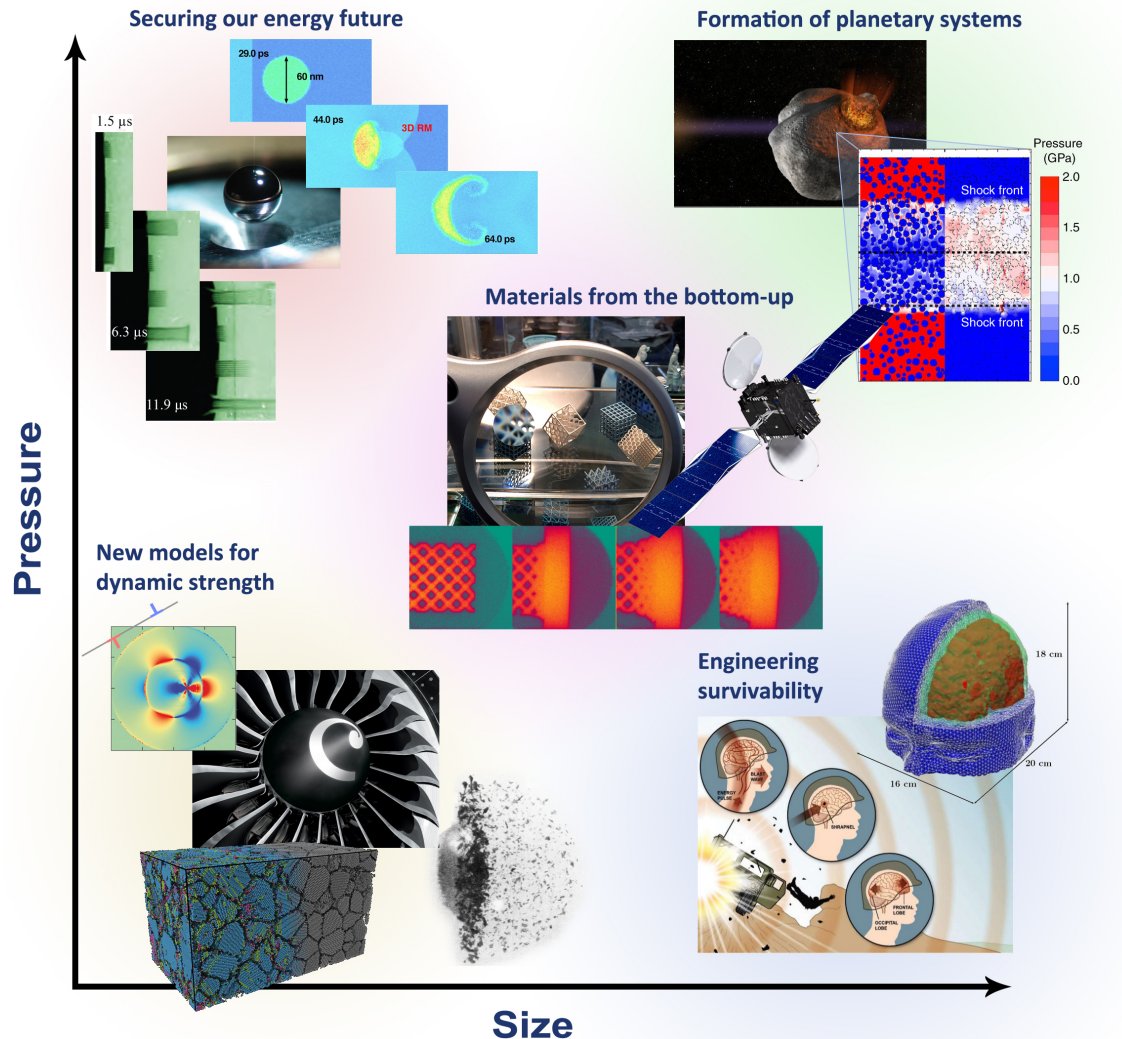 Securing our energy future
Formation of planetary systems
29.0 ps
60 nm
44.0 ps
3D RM
64.0 ps
1.5 µs
6.3 µs
11.9 µs
Pressure
(GPa)
2.0
1.5
1.0
0.5
0.0
Shock front
Shock front
Materials from the bottom-up
Pressure
New models for
dynamic strength
Engineering
survivability
18 cm
20 cm
16 cm
BLAST
WAVE
ENERGY
PULSE
SHRAPNEL
FRONTAL
LOBE
OCCIPITAL
LOBE
Size